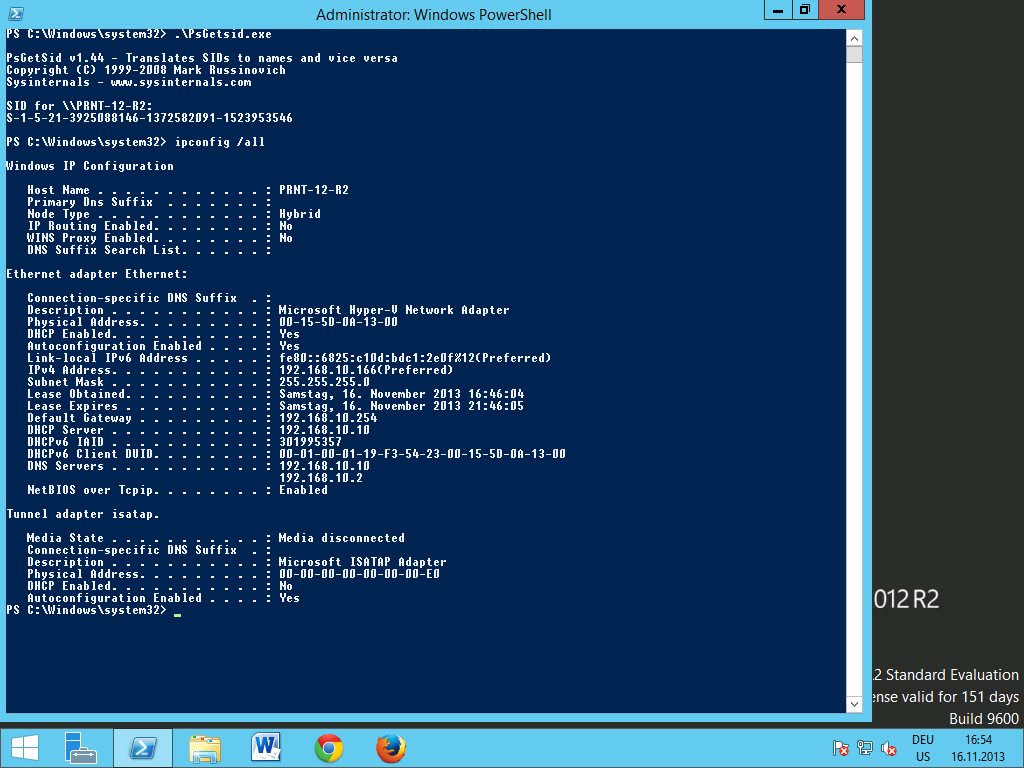 Administrator: Windows PowerShell
PS C:\Windows\system32> .\PsGetsid.exe
PsGetSid v1.44 - Translates SIDs to names and vice versa
Copyright (C) 1999-2008 Mark Russinovich
Sysinternals - www.sysinternals.com
SID for \\PRNT-12-R2:
S-1-5-21-3925088146-1372582091-1523953546
PS C:\Windows\system32> ipconfig /all
Windows IP Configuration
Host Name . . . . . . . . . . . . : PRNT-12-R2
Primary Dns Suffix  . . . . . . . :
Node Type . . . . . . . . . . . . : Hybrid
IP Routing Enabled. . . . . . . . : No
WINS Proxy Enabled. . . . . . . . : No
DNS Suffix Search List. . . . . . :
Ethernet adapter Ethernet:
Connection-specific DNS Suffix  . :
Description . . . . . . . . . . . : Microsoft Hyper-V Network Adapter
Physical Address. . . . . . . . . : 00-15-5D-0A-13-00
DHCP Enabled. . . . . . . . . . . : Yes
Autoconfiguration Enabled . . . . : Yes
Link-local IPv6 Address . . . . . : fe80::6825:c10d:bdc1:2e0f%12(Preferred)
IPv4 Address. . . . . . . . . . . : 192.168.10.166(Preferred)
Subnet Mask . . . . . . . . . . . : 255.255.255.0
Lease Obtained. . . . . . . . . . : Samstag, 16. November 2013 16:46:04
Lease Expires . . . . . . . . . . : Samstag, 16. November 2013 21:46:05
Default Gateway . . . . . . . . . : 192.168.10.254
DHCP Server . . . . . . . . . . . : 192.168.10.10
DHCPv6 IAID . . . . . . . . . . . : 301995357
DHCPv6 Client DUID. . . . . . . . : 00-01-00-01-19-F3-54-23-00-15-5D-0A-13-00
DNS Servers . . . . . . . . . . . : 192.168.10.10
192.168.10.2
NetBIOS over Tcpip. . . . . . . . : Enabled
Tunnel adapter isatap.
Media State . . . . . . . . . . . : Media disconnected
Connection-specific DNS Suffix  . :
Description . . . . . . . . . . . : Microsoft ISATAP Adapter
Physical Address. . . . . . . . . : 00-00-00-00-00-00-00-E0
DHCP Enabled. . . . . . . . . . . : No
Autoconfiguration Enabled . . . . : Yes
PS C:\Windows\system32> _
012 R2
.2 Standard Evaluation
ense valid for 151 days
Build 9600
DEU
US
16:54
16.11.2013